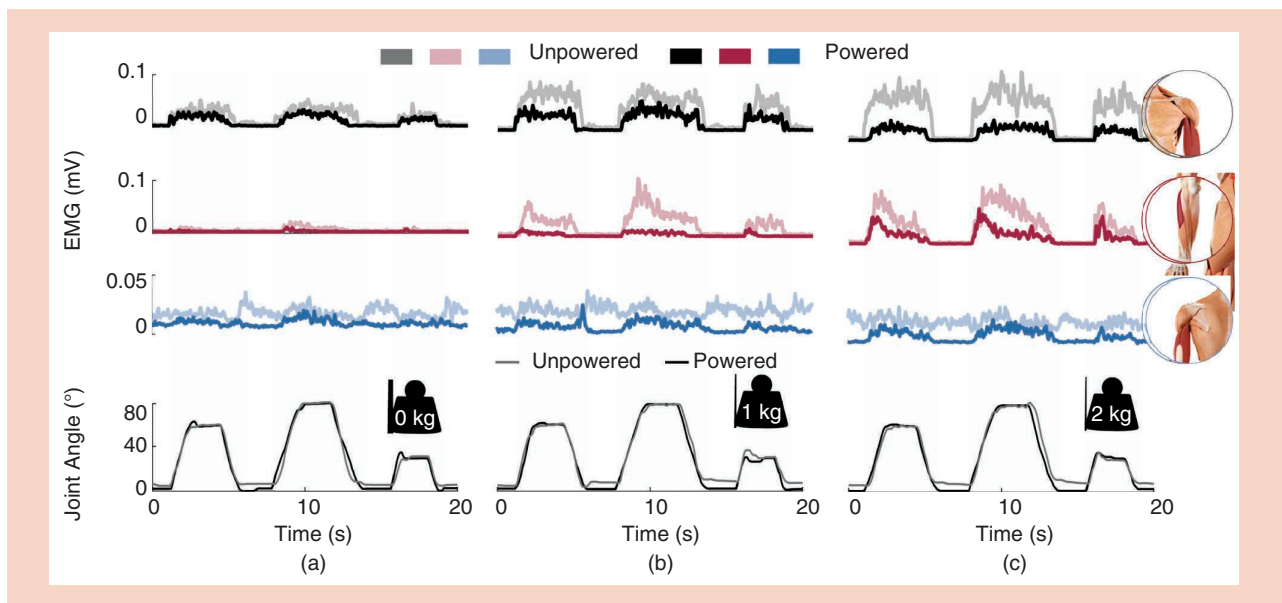 Unpowered Powered
0.1
0
0.1
0
EMG (mV)
0.05
0
Unpowered Powered
Joint Angle (°)
80
40
0
0 kg
1 kg
2 kg
0 10 20 0 10 20 0 10 20
Time (s) Time (s) Time (s)
(a) (b) (c)